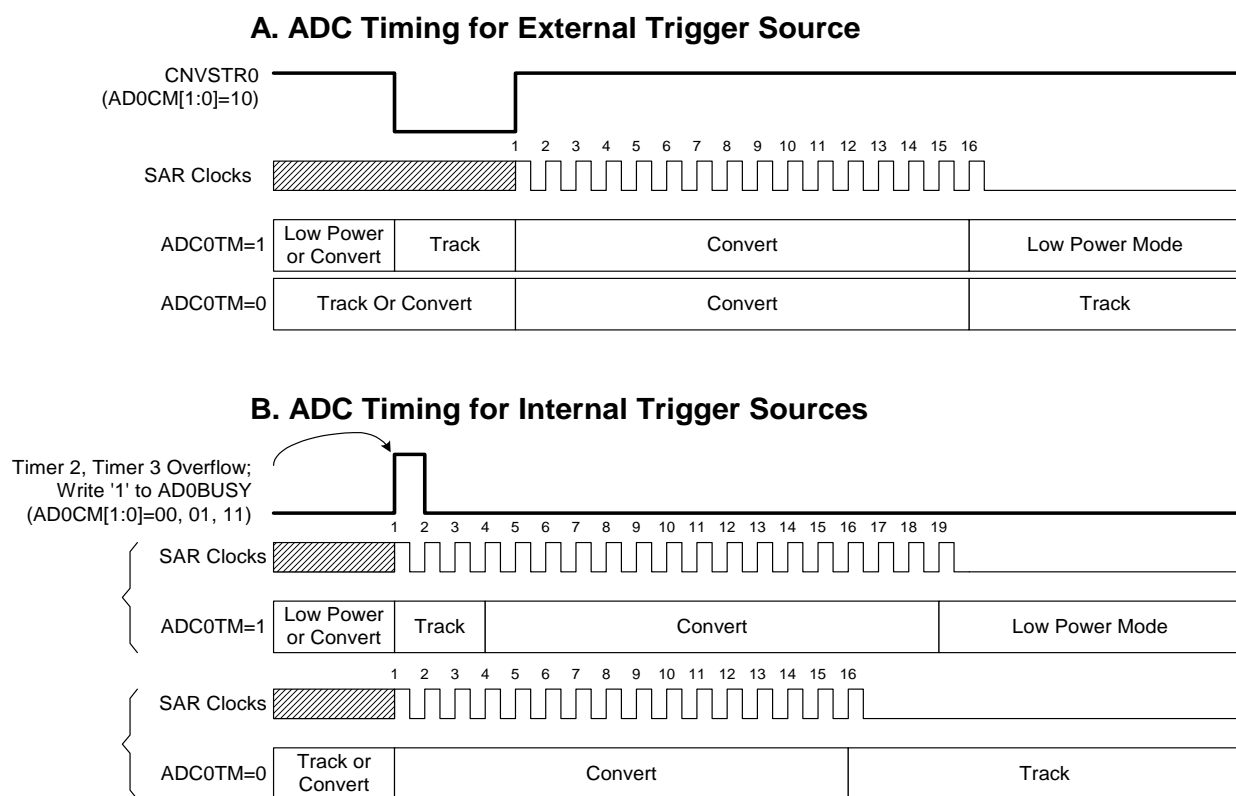 A. ADC Timing for External Trigger Source
CNVSTR0
(AD0CM[1:0]=10)
1 2 3 4 5 6 7 8 9 10 11 12 13 14 15 16
SAR Clocks
ADC0TM=1
Low Power
or Convert
Track
Convert
Low Power Mode
ADC0TM=0
Track Or Convert
Convert
Track
B. ADC Timing for Internal Trigger Sources
Timer 2, Timer 3 Overflow;
Write '1' to AD0BUSY
(AD0CM[1:0]=00, 01, 11)
1 2 3 4 5 6 7 8 9 10 11 12 13 14 15 16 17 18 19
SAR Clocks
ADC0TM=1
Low Power
or Convert
Track
Convert
Low Power Mode
1 2 3 4 5 6 7 8 9 10 11 12 13 14 15 16
SAR Clocks
ADC0TM=0
Track or
Convert
Convert
Track